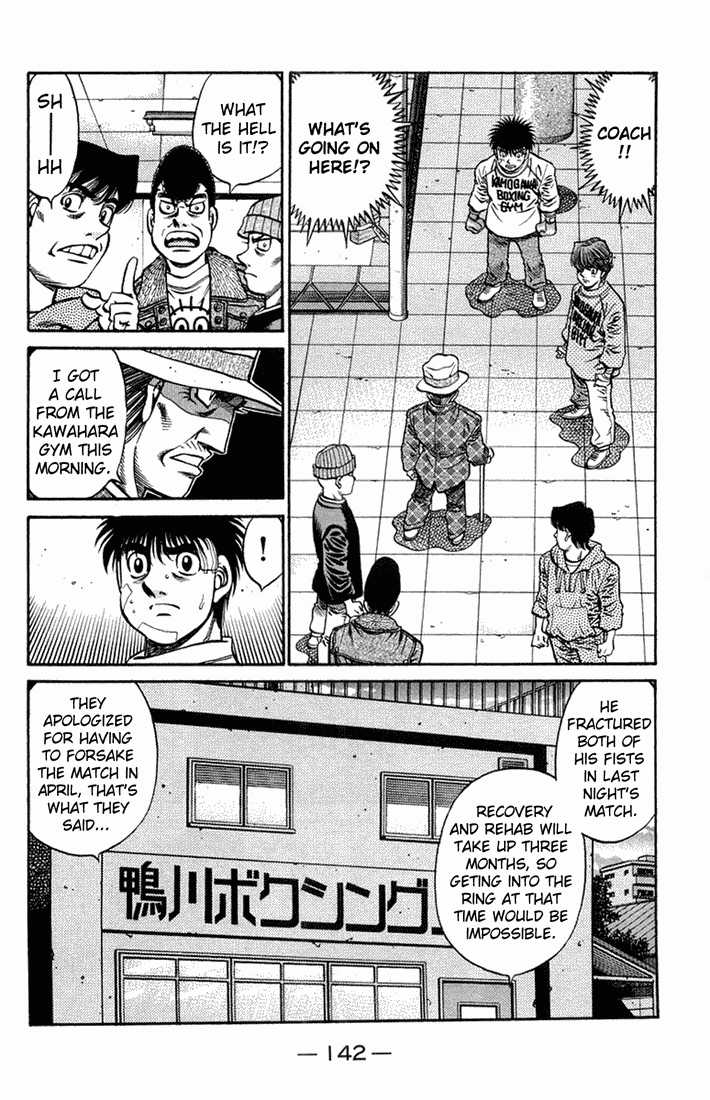 COACH
!!
WHAT'S
GOING ON
HERE!?
KAMOGAWA
BOXING
GYM
BOXING
GYM
WHAT
THE HELL
IS IT!?
SH
—
HH
I GOT
A CALL
FROM THE
KAWAHARA
GYM THIS
MORNING.
!
HE
FRACTURED
BOTH OF
HIS FISTS
IN LAST
NIGHT'S
MATCH.
RECOVERY
AND REHAB WILL
TAKE UP THREE
MONTHS, SO
GETING INTO THE
RING AT THAT
TIME WOULD BE
IMPOSSIBLE.
THEY
APOLOGIZED
FOR HAVING
TO FORSAKE
THE MATCH IN
APRIL, THAT'S
WHAT THEY
SAID...
鴨川ボクシング
— 142 —